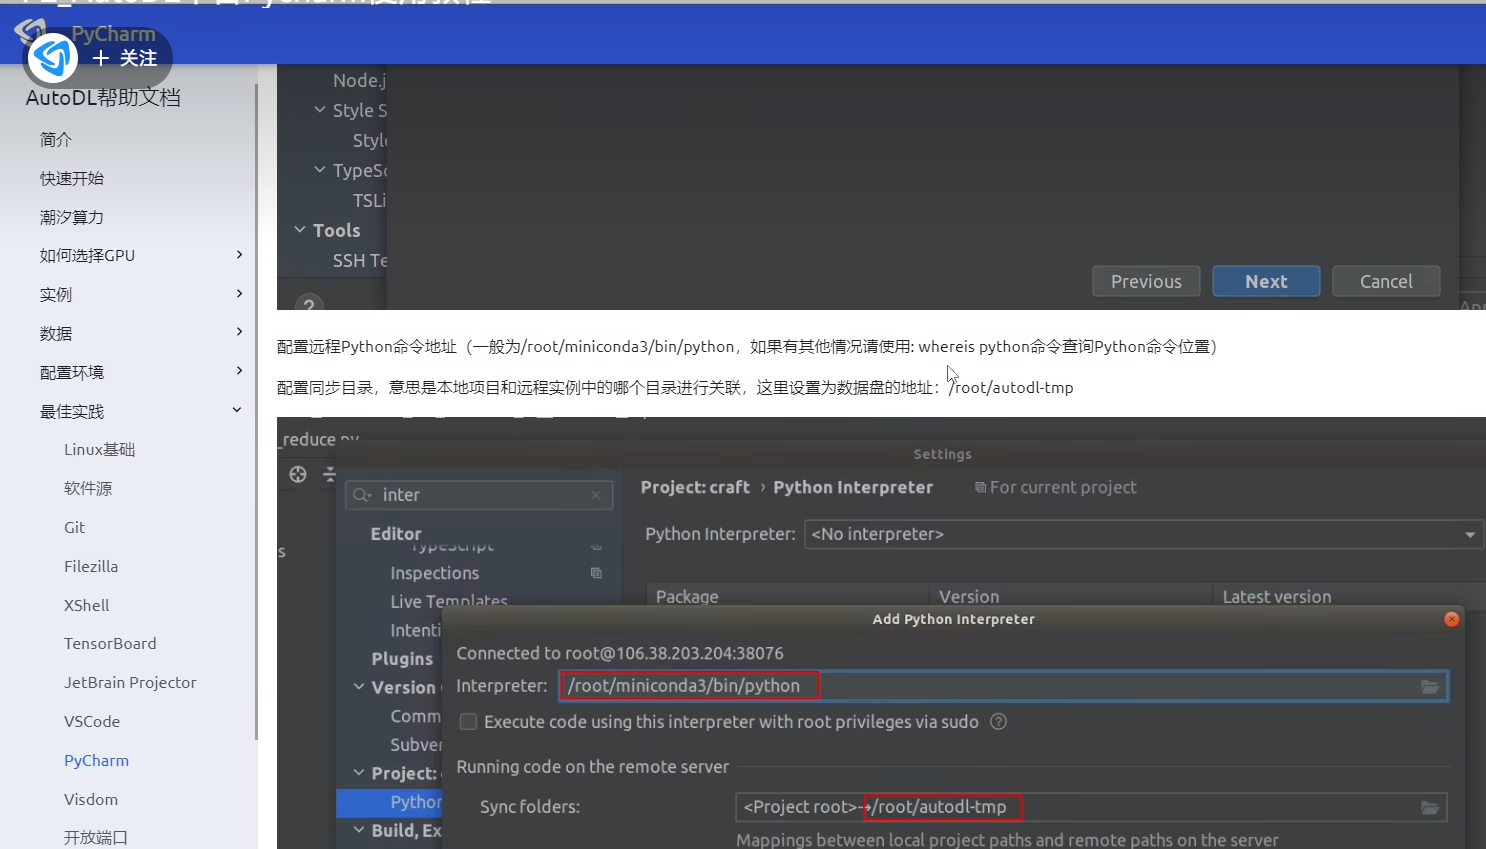 PyCharm
+ 关注
AutoDL帮助文档
简介
快速开始
潮汐算力
如何选择GPU
实例
数据
配置环境
最佳实践
Linux基础
软件源
Git
Filezilla
XShell
TensorBoard
JetBrain Projector
VSCode
PyCharm
Visdom
开放端口
Node.j
Style S
Style
TypeSc
TSLi
Tools
SSH Te
?
Previous
Next
Cancel
配置远程Python命令地址（一般为/root/miniconda3/bin/python，如果有其他情况请使用: whereis python命令查询Python命令位置）
配置同步目录，意思是本地项目和远程实例中的哪个目录进行关联，这里设置为数据盘的地址：/root/autodl-tmp
_reduce.py
Settings
inter
Project: craft › Python Interpreter
For current project
Editor
Python Interpreter: <No interpreter>
TypeScript
Inspections
Package Version Latest version
Live Templates
Add Python Interpreter
Intenti
Connected to root@106.38.203.204:38076
Plugins
Interpreter: /root/miniconda3/bin/python
Version
Comm
Execute code using this interpreter with root privileges via sudo ?
Subver
Running code on the remote server
Project:
Python
Sync folders: <Project root>→/root/autodl-tmp
Build, Ex
Mappings between local project paths and remote paths on the server